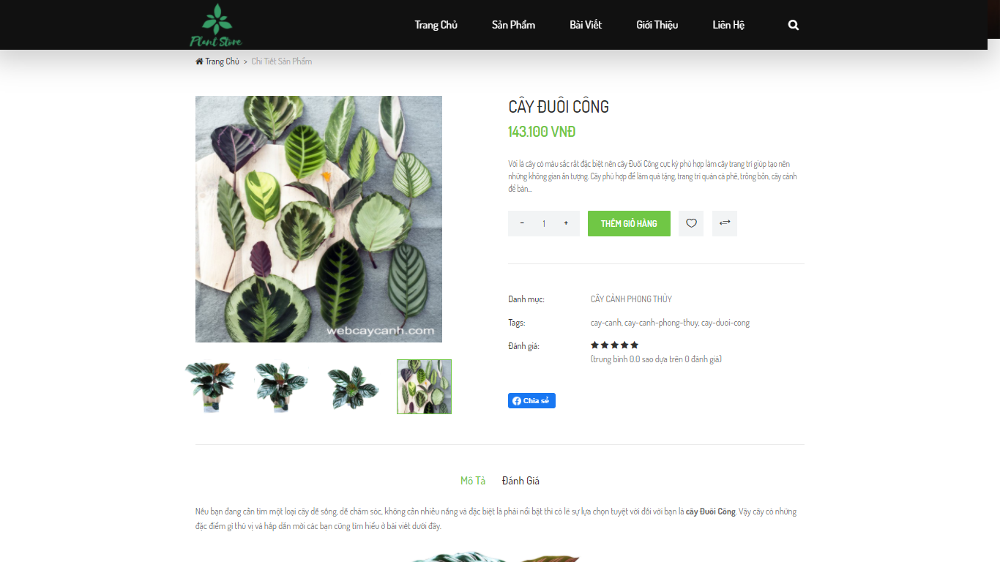 Plant Store
Trang Chủ
Sản Phẩm
Bài Viết
Giới Thiệu
Liên Hệ
Trang Chủ > Chi Tiết Sản Phẩm
webcaycanh.com
CÂY ĐUÔI CÔNG
143.100 VNĐ
Với lá cây có màu sắc rất đặc biệt nên cây Đuôi Công cực kỳ phù hợp làm cây trang trí giúp tạo nên
những không gian ấn tượng. Cây phù hợp để làm quà tặng, trang trí quán cà phê, trồng bồn, cây cảnh
để bàn...
- 1 +
THÊM GIỎ HÀNG
Danh mục: CÂY CẢNH PHONG THỦY
Tags: cay-canh, cay-canh-phong-thuy, cay-duoi-cong
Đánh giá:
(trung bình 0.0 sao dựa trên 0 đánh giá)
Chia sẻ
Mô Tả
Đánh Giá
Nếu bạn đang cần tìm một loại cây dễ sống, dễ chăm sóc, không cần nhiều nắng và đặc biệt là phải nổi bật thì có lẽ sự lựa chọn tuyệt vời đối với bạn là cây Đuôi Công. Vậy cây có những
đặc điểm gì thú vị và hấp dẫn mời các bạn cùng tìm hiểu ở bài viết dưới đây.